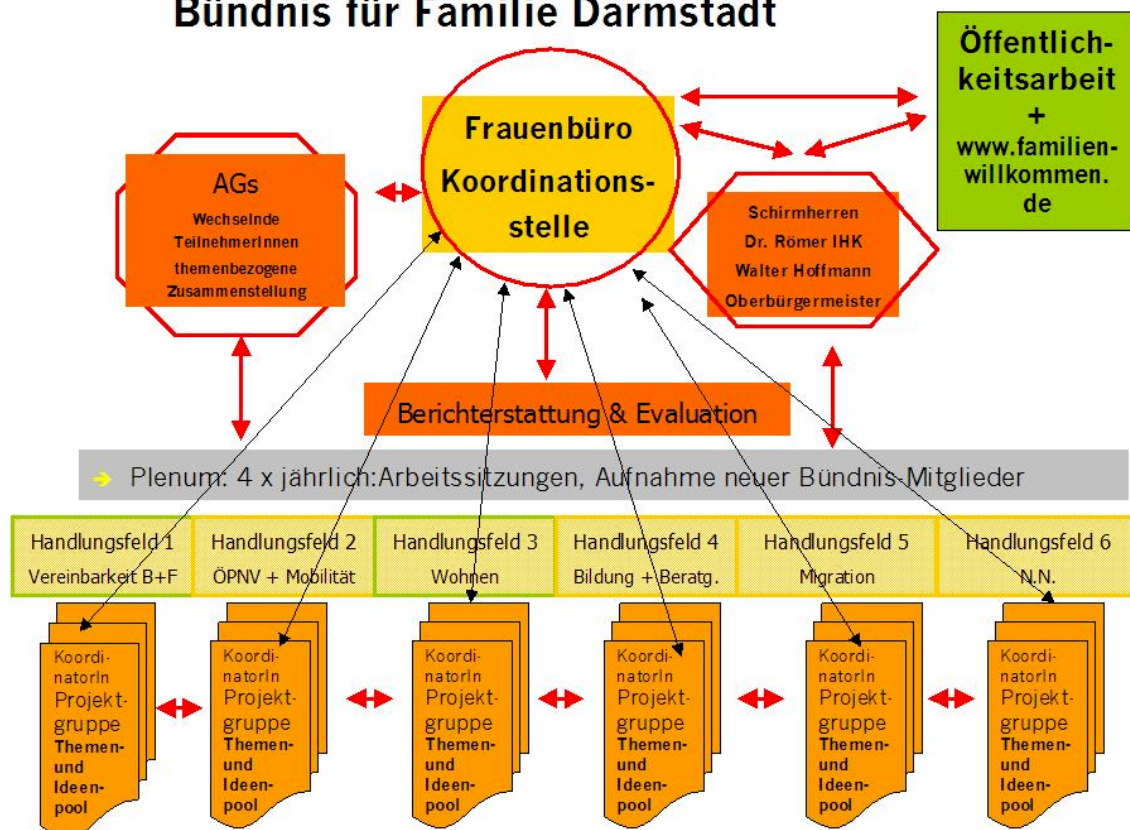 Bündnis für Familie Darmstadt
Öffentlich-
keitsarbeit
+
www.familien-
willkommen.
de
Frauenbüro
Koordinations-
stelle
AGs
Wechselnde
TeilnehmerInnen
themenbezogene
Zusammenstellung
Schirmherren
Dr. Römer IHK
Walter Hoffmann
Oberbürgermeister
Berichterstattung & Evaluation
Plenum: 4 x jährlich:Arbeitssitzungen, Aufnahme neuer Bündnis-Mitglieder
Handlungsfeld 1
Vereinbarkeit B+F
Handlungsfeld 2
ÖPNV + Mobilität
Handlungsfeld 3
Wohnen
Handlungsfeld 4
Bildung + Beratg.
Handlungsfeld 5
Migration
Handlungsfeld 6
N.N.
Koordi-
natorIn
Projekt-
gruppe
Themen-
und
Ideen-
pool
Koordi-
natorIn
Projekt-
gruppe
Themen-
und
Ideen-
pool
Koordi-
natorIn
Projekt-
gruppe
Themen-
und
Ideen-
pool
Koordi-
natorIn
Projekt-
gruppe
Themen-
und
Ideen-
pool
Koordi-
natorIn
Projekt-
gruppe
Themen-
und
Ideen-
pool
Koordi-
natorIn
Projekt-
gruppe
Themen-
und
Ideen-
pool